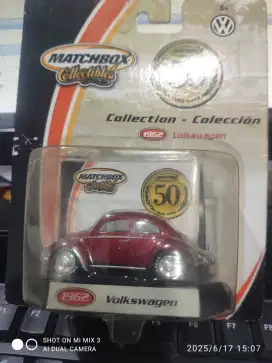 8+
MATCHBOX
Collectibles
Collection - Colección
1962 Volkswagen
MATCHBOX
Collectibles
50
1962 Volkswagen
SHOT ON MI MIX 3
AI DUAL CAMERA
2025/6/17 15:07